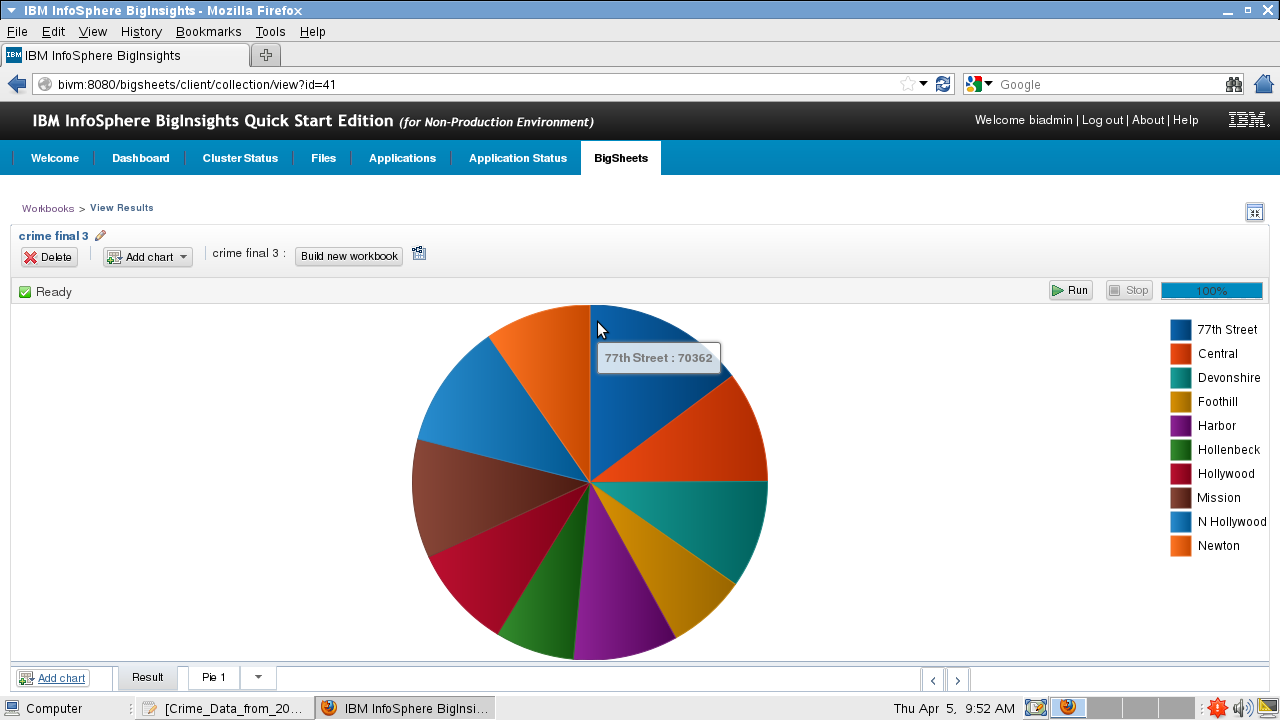 IBM InfoSphere BigInsights - Mozilla Firefox
File Edit View History Bookmarks Tools Help
IBM IBM InfoSphere BigInsights
bivm:8080/bigsheets/client/collection/view?id=41
Google
IBM InfoSphere BigInsights Quick Start Edition (for Non-Production Environment)
Welcome biadmin | Log out | About | Help
IBM.
Welcome Dashboard Cluster Status Files Applications Application Status BigSheets
Workbooks > View Results
crime final 3
Delete Add chart crime final 3 : Build new workbook
Ready
Run Stop 100%
77th Street : 70362
77th Street
Central
Devonshire
Foothill
Harbor
Hollenbeck
Hollywood
Mission
N Hollywood
Newton
Add chart Result Pie 1
Computer
[Crime_Data_from_20...
IBM InfoSphere BigInsi...
Thu Apr 5, 9:52 AM